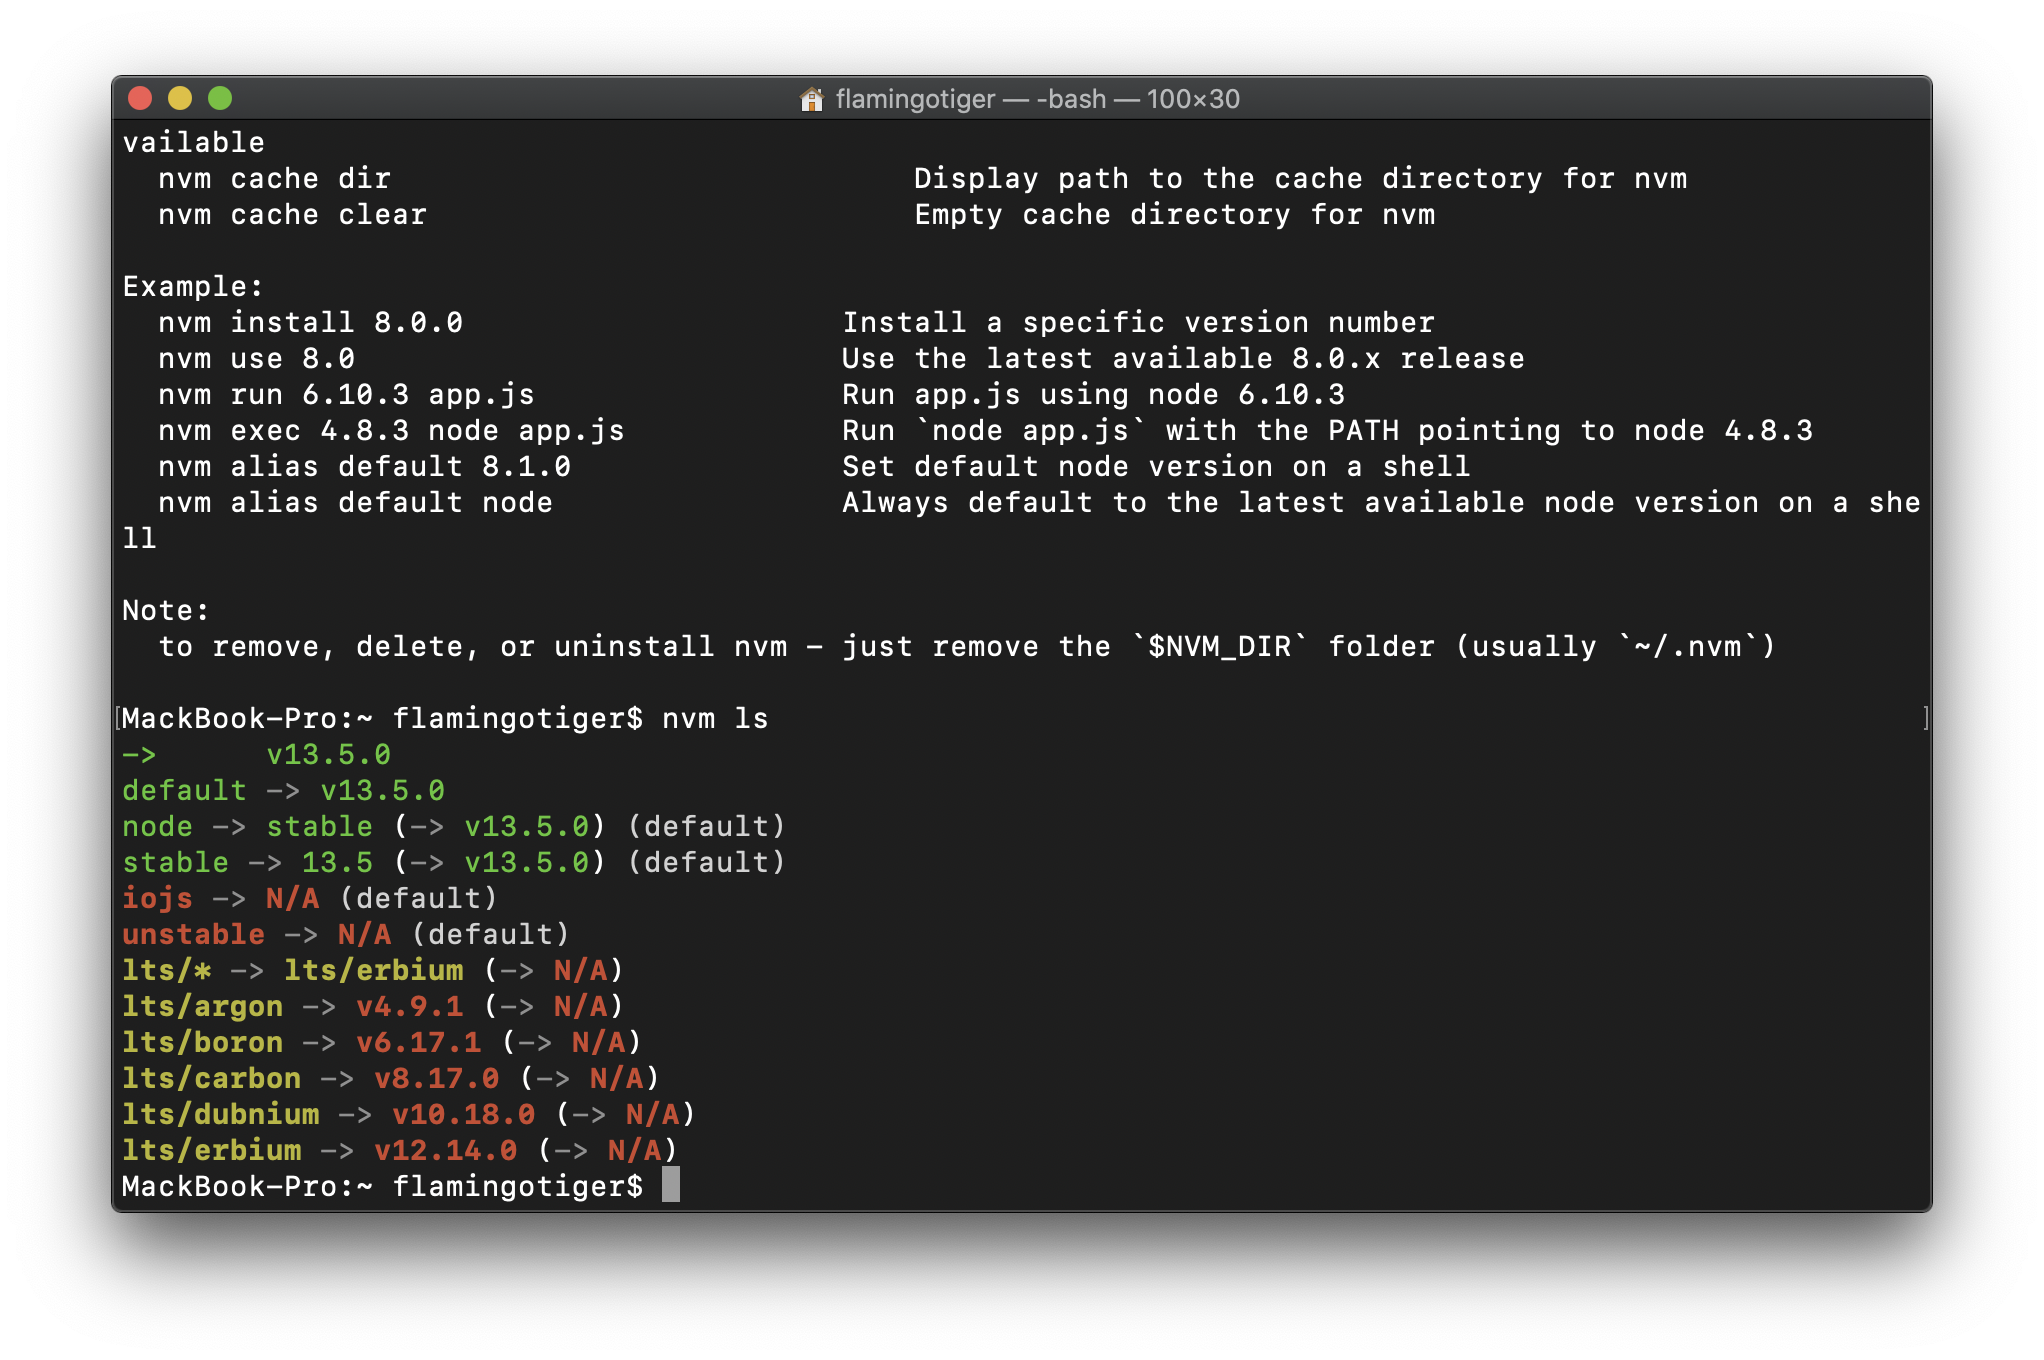 flamingotiger — -bash — 100×30
vailable
  nvm cache dir                              Display path to the cache directory for nvm
  nvm cache clear                            Empty cache directory for nvm

Example:
  nvm install 8.0.0                     Install a specific version number
  nvm use 8.0                           Use the latest available 8.0.x release
  nvm run 6.10.3 app.js                 Run app.js using node 6.10.3
  nvm exec 4.8.3 node app.js            Run `node app.js` with the PATH pointing to node 4.8.3
  nvm alias default 8.1.0               Set default node version on a shell
  nvm alias default node                Always default to the latest available node version on a she
ll

Note:
  to remove, delete, or uninstall nvm - just remove the `$NVM_DIR` folder (usually `~/.nvm`)

[MackBook-Pro:~ flamingotiger$ nvm ls ]
->      v13.5.0
default -> v13.5.0
node -> stable (-> v13.5.0) (default)
stable -> 13.5 (-> v13.5.0) (default)
iojs -> N/A (default)
unstable -> N/A (default)
lts/* -> lts/erbium (-> N/A)
lts/argon -> v4.9.1 (-> N/A)
lts/boron -> v6.17.1 (-> N/A)
lts/carbon -> v8.17.0 (-> N/A)
lts/dubnium -> v10.18.0 (-> N/A)
lts/erbium -> v12.14.0 (-> N/A)
MackBook-Pro:~ flamingotiger$